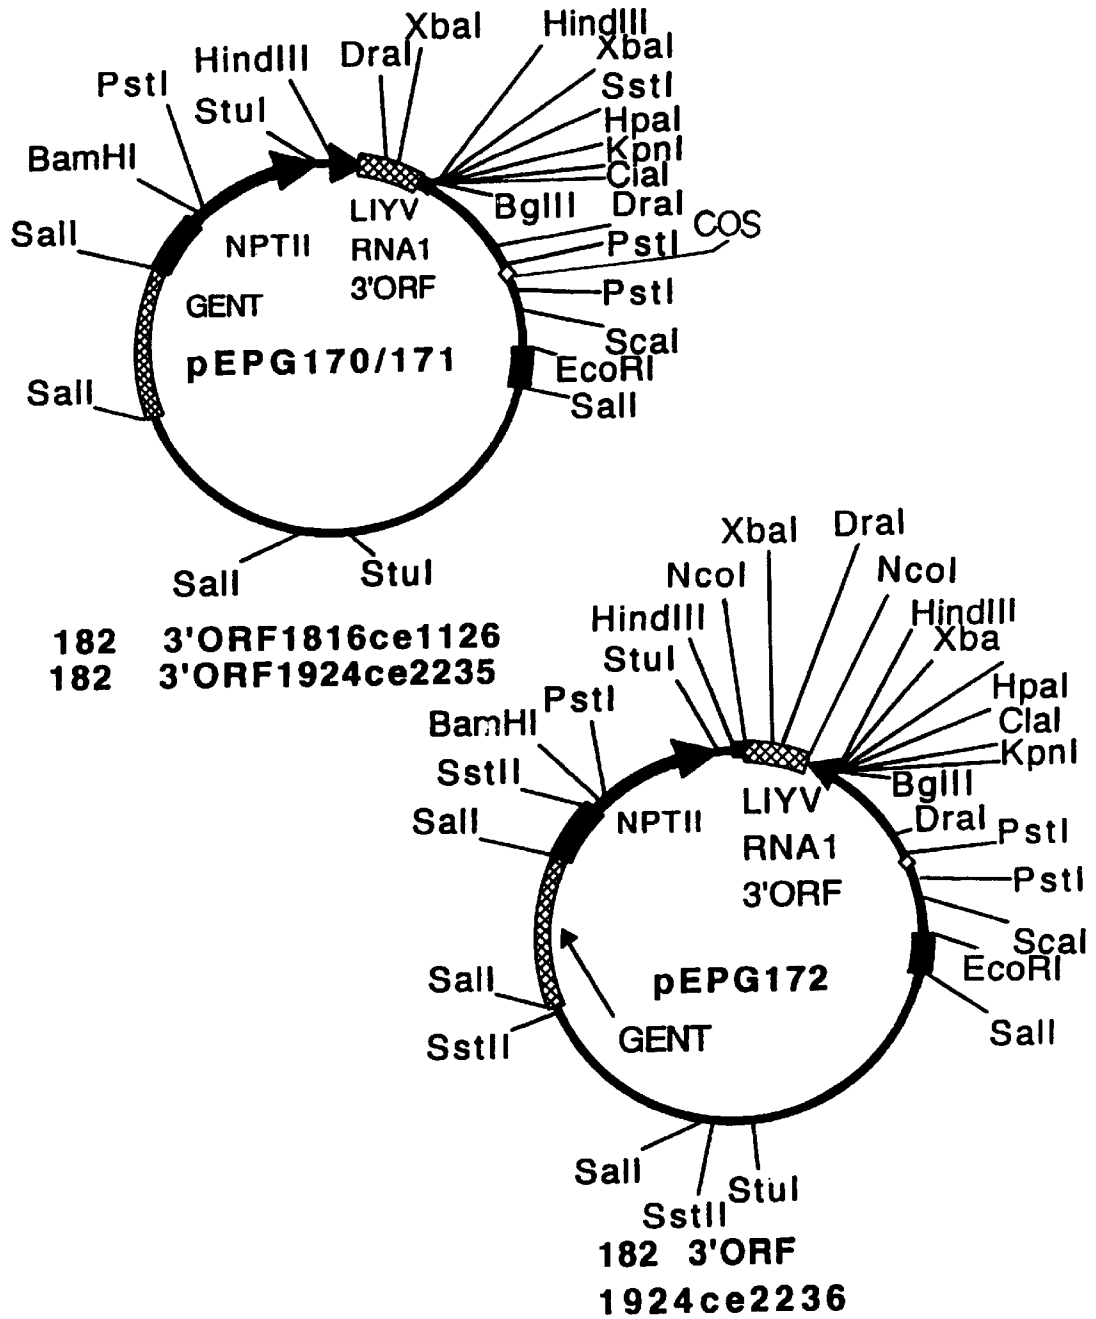 XbaI
HindIII
DraI
XbaI
HindIII
PstI
SstI
StuI
HpaI
KpnI
BamHI
ClaI
BglII
DraI
LIYV
COS
SalI
NPTII
RNA1
PstI
3'ORF
GENT
PstI
ScaI
pEPG170/171
EcoRI
SalI
SalI
SalI
StuI
182 3'ORF1816ce1126
182 3'ORF1924ce2235
XbaI
DraI
NcoI
NcoI
HindIII
HindIII
Xba
StuI
HpaI
PstI
BamHI
ClaI
KpnI
SstII
BglII
LIYV
SalI
NPTII
DraI
PstI
RNA1
3'ORF
PstI
ScaI
EcoRI
SalI
pEPG172
SalI
SstII
GENT
SalI
StuI
SstII
182 3'ORF
1924ce2236